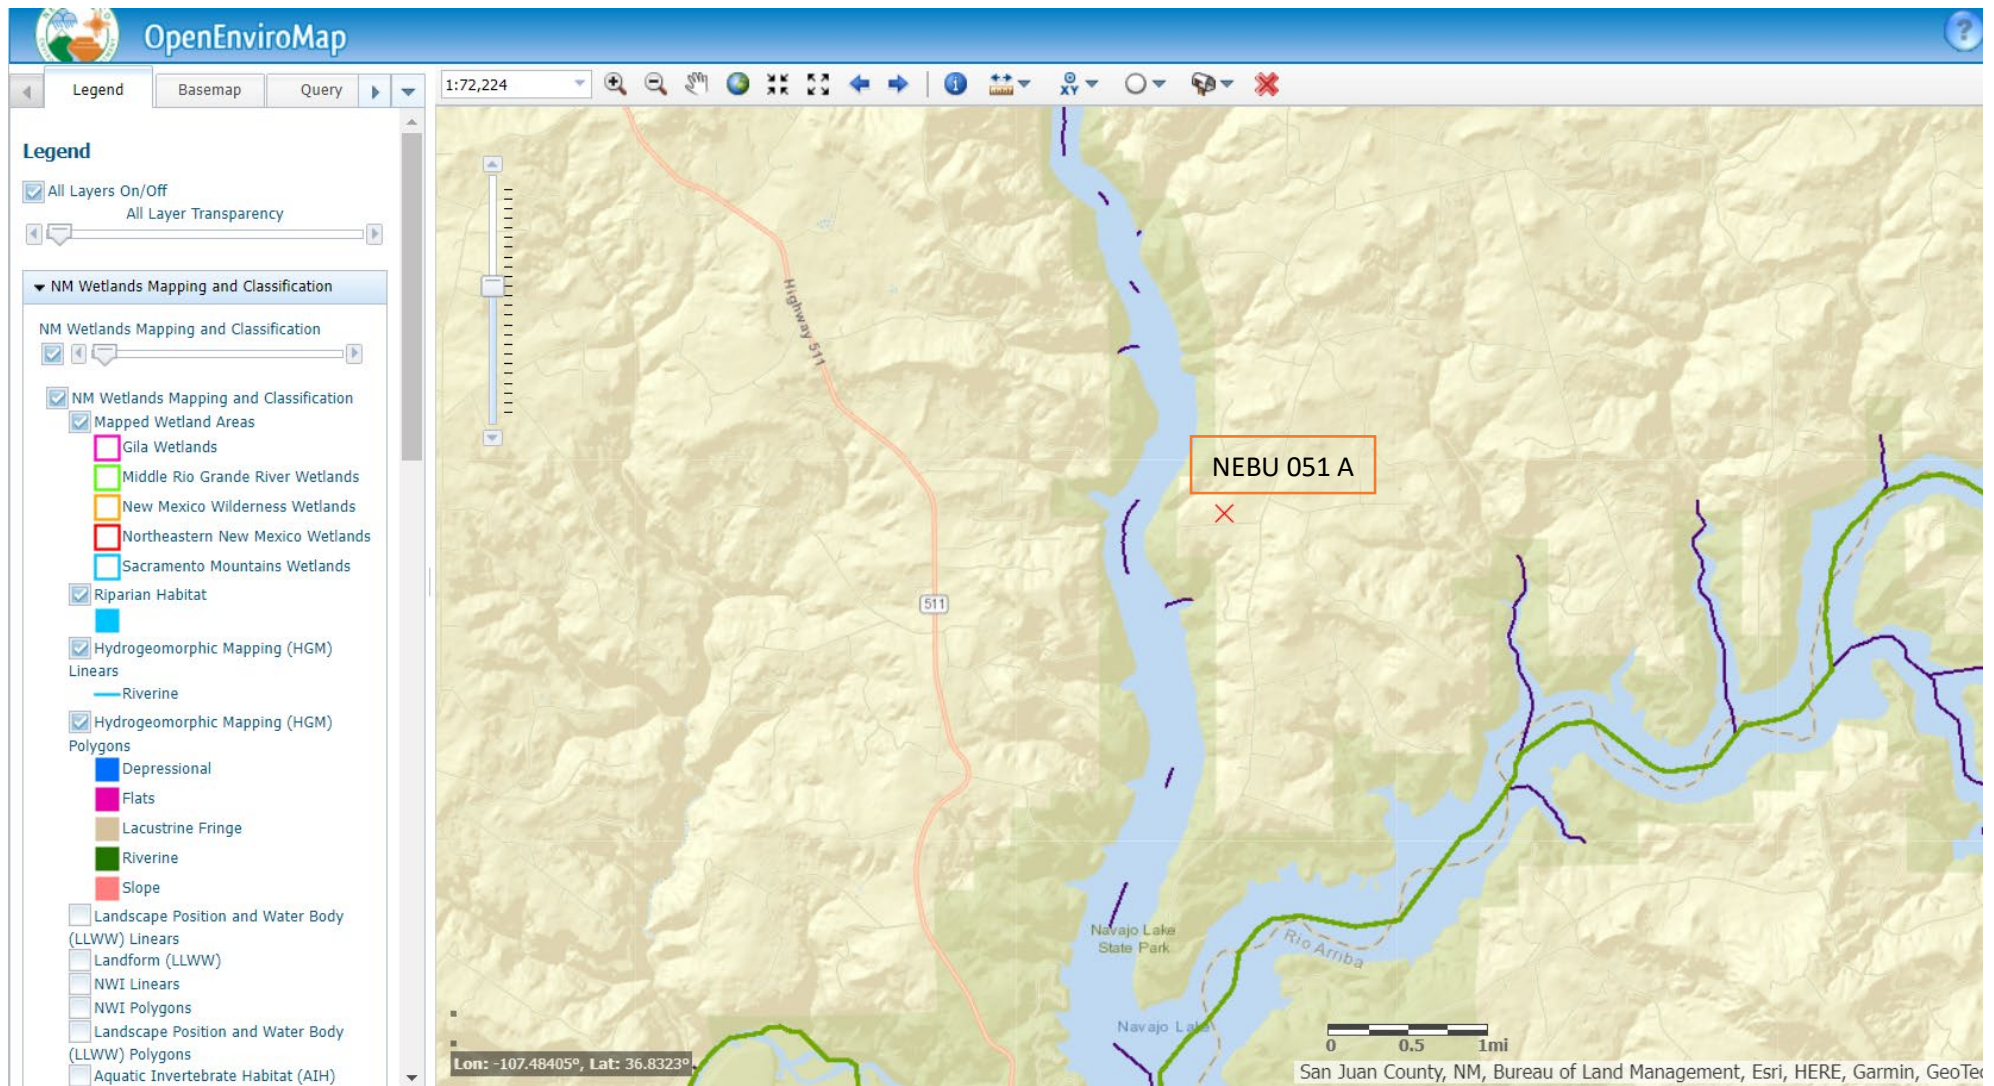 OpenEnviroMap
?
Legend
Basemap
Query
1:72,224
i
XY
Legend
All Layers On/Off
All Layer Transparency
NM Wetlands Mapping and Classification
NM Wetlands Mapping and Classification
NM Wetlands Mapping and Classification
Mapped Wetland Areas
Gila Wetlands
Middle Rio Grande River Wetlands
New Mexico Wilderness Wetlands
Northeastern New Mexico Wetlands
Sacramento Mountains Wetlands
Riparian Habitat
Hydrogeomorphic Mapping (HGM)
Linears
Riverine
Hydrogeomorphic Mapping (HGM)
Polygons
Depressional
Flats
Lacustrine Fringe
Riverine
Slope
Landscape Position and Water Body
(LLWW) Linears
Landform (LLWW)
NWI Linears
NWI Polygons
Landscape Position and Water Body
(LLWW) Polygons
Aquatic Invertebrate Habitat (AIH)
Highway 511
NEBU 051 A
511
Navajo Lake
State Park
Rio Arriba
Navajo Lake
0 0.5 1mi
Lon: -107.48405º, Lat: 36.8323º
San Juan County, NM, Bureau of Land Management, Esri, HERE, Garmin, GeoTec